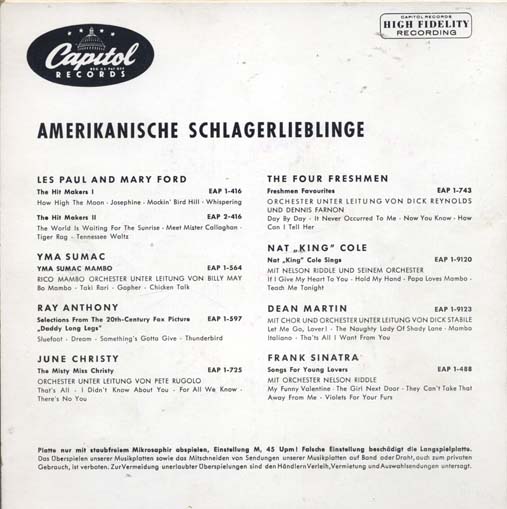 Capitol
RECORDS
CAPITOL RECORDS
HIGH FIDELITY
RECORDING
AMERIKANISCHE SCHLAGERLIEBLINGE
LES PAUL AND MARY FORD
The Hit Makers I EAP 1-416
How High The Moon · Josephine · Mockin' Bird Hill · Whispering
The Hit Makers II EAP 2-416
The World Is Waiting For The Sunrise · Meet Mister Callaghan ·
Tiger Rag · Tennessee Waltz
YMA SUMAC
YMA SUMAC MAMBO EAP 1-564
RICO MAMBO ORCHESTER UNTER LEITUNG VON BILLY MAY
Bo Mambo · Taki Rari · Gopher · Chicken Talk
RAY ANTHONY
Selections From The 20th-Century Fox Picture EAP 1-597
„Daddy Long Legs"
Sluefoot · Dream · Something's Gotta Give · Thunderbird
JUNE CHRISTY
The Misty Miss Christy EAP 1-725
ORCHESTER UNTER LEITUNG VON PETE RUGOLO
That's All · I Didn't Know About You · For All We Know ·
There's No You
THE FOUR FRESHMEN
Freshmen Favourites EAP 1-743
ORCHESTER UNTER LEITUNG VON DICK REYNOLDS
UND DENNIS FARNON
Day By Day · It Never Occurred To Me · Now You Know · How
Can I Tell Her
NAT „KING" COLE
Nat „King" Cole Sings EAP 1-9120
MIT NELSON RIDDLE UND SEINEM ORCHESTER
If I Give My Heart To You · Hold My Hand · Papa Loves Mambo ·
Teach Me Tonight
DEAN MARTIN EAP 1-9123
MIT CHOR UND ORCHESTER UNTER LEITUNG VON DICK STABILE
Let Me Go, Lover! · The Naughty Lady Of Shady Lane · Mambo
Italiano · Tha'ts All I Want From You
FRANK SINATRA
Songs For Young Lovers EAP 1-488
MIT ORCHESTER NELSON RIDDLE
My Funny Valentine · The Girl Next Door · They Can't Take That
Away From Me · Violets For Your Furs
Platte nur mit staubfreiem Mikrosaphir abspielen, Einstellung M, 45 Upm! Falsche Einstellung beschädigt die Langspielplatte.
Das Überspielen unserer Musikplatten sowie das Mitschneiden von Sendungen unserer Musikplatten auf Band oder Draht, auch zum privaten
Gebrauch, ist verboten. Zur Vermeidung unerlaubter Überspielungen sind den Händlern Verleih, Vermietung und Auswahlsendungen untersagt.